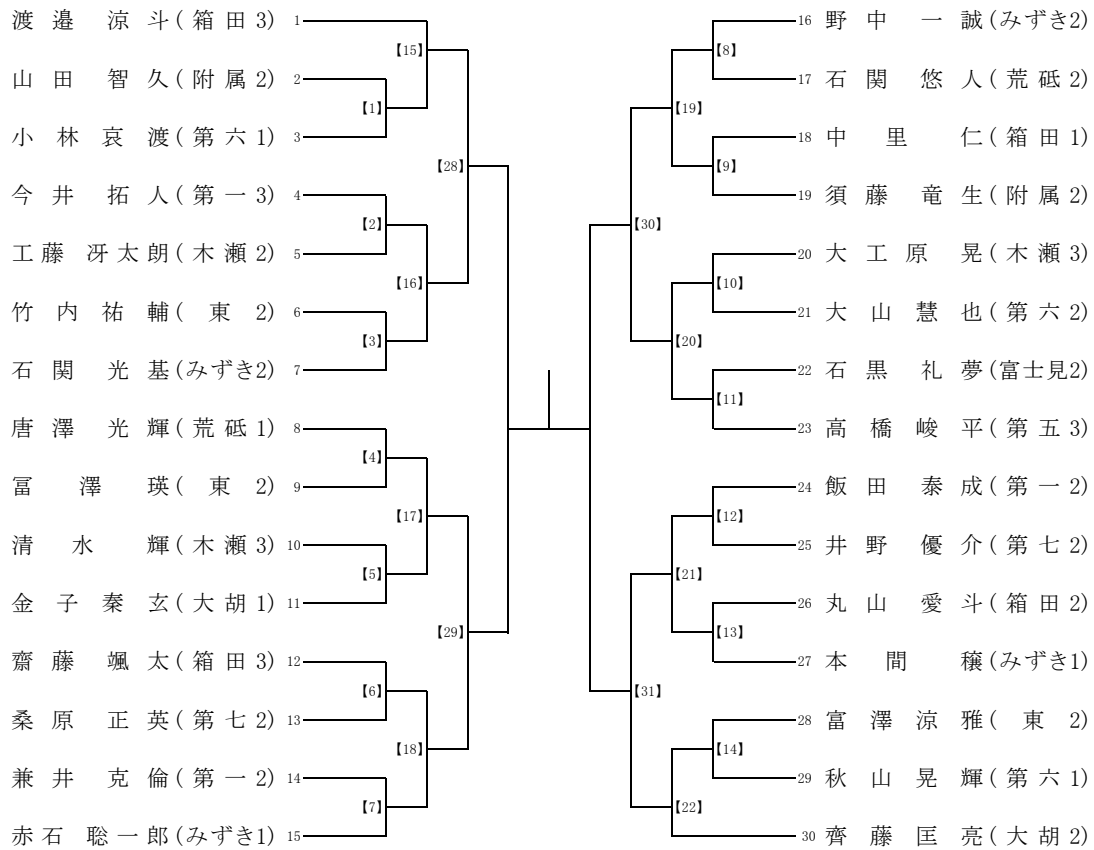 渡邉涼斗(箱田3) 1
【15】
山田智久(附属2) 2
【1】
小林哀渡(第六1) 3
【28】
今井拓人(第一3) 4
【2】
工藤冴太朗(木瀬2) 5
【16】
竹内祐輔(東2) 6
【3】
石関光基(みずき2) 7
唐澤光輝(荒砥1) 8
【4】
冨澤瑛(東2) 9
【17】
清水輝(木瀬3) 10
【5】
金子秦玄(大胡1) 11
【29】
齋藤颯太(箱田3) 12
【6】
桑原正英(第七2) 13
【18】
兼井克倫(第一2) 14
【7】
赤石聡一郎(みずき1) 15
16 野中一誠(みずき2)
【8】
17 石関悠人(荒砥2)
【19】
18 中里仁(箱田1)
【9】
19 須藤竜生(附属2)
【30】
20 大工原晃(木瀬3)
【10】
21 大山慧也(第六2)
【20】
22 石黒礼夢(富士見2)
【11】
23 高橋峻平(第五3)
24 飯田泰成(第一2)
【12】
25 井野優介(第七2)
【21】
26 丸山愛斗(箱田2)
【13】
27 本間穣(みずき1)
【31】
28 富澤涼雅(東2)
【14】
29 秋山晃輝(第六1)
【22】
30 齊藤匡亮(大胡2)